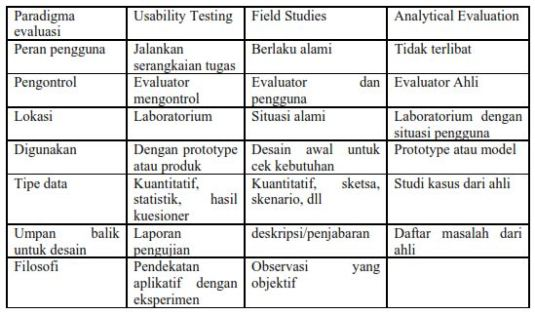 Paradigma evaluasi | Usability Testing | Field Studies | Analytical Evaluation
Peran pengguna | Jalankan serangkaian tugas | Berlaku alami | Tidak terlibat
Pengontrol | Evaluator mengontrol | Evaluator dan pengguna | Evaluator Ahli
Lokasi | Laboratorium | Situasi alami | Laboratorium dengan situasi pengguna
Digunakan | Dengan prototype atau produk | Desain awal untuk cek kebutuhan | Prototype atau model
Tipe data | Kuantitatif, statistik, hasil kuesioner | Kuantitatif, sketsa, skenario, dll | Studi kasus dari ahli
Umpan balik untuk desain | Laporan pengujian | deskripsi/penjabaran | Daftar masalah dari ahli
Filosofi | Pendekatan aplikatif dengan eksperimen | Observasi yang objektif |